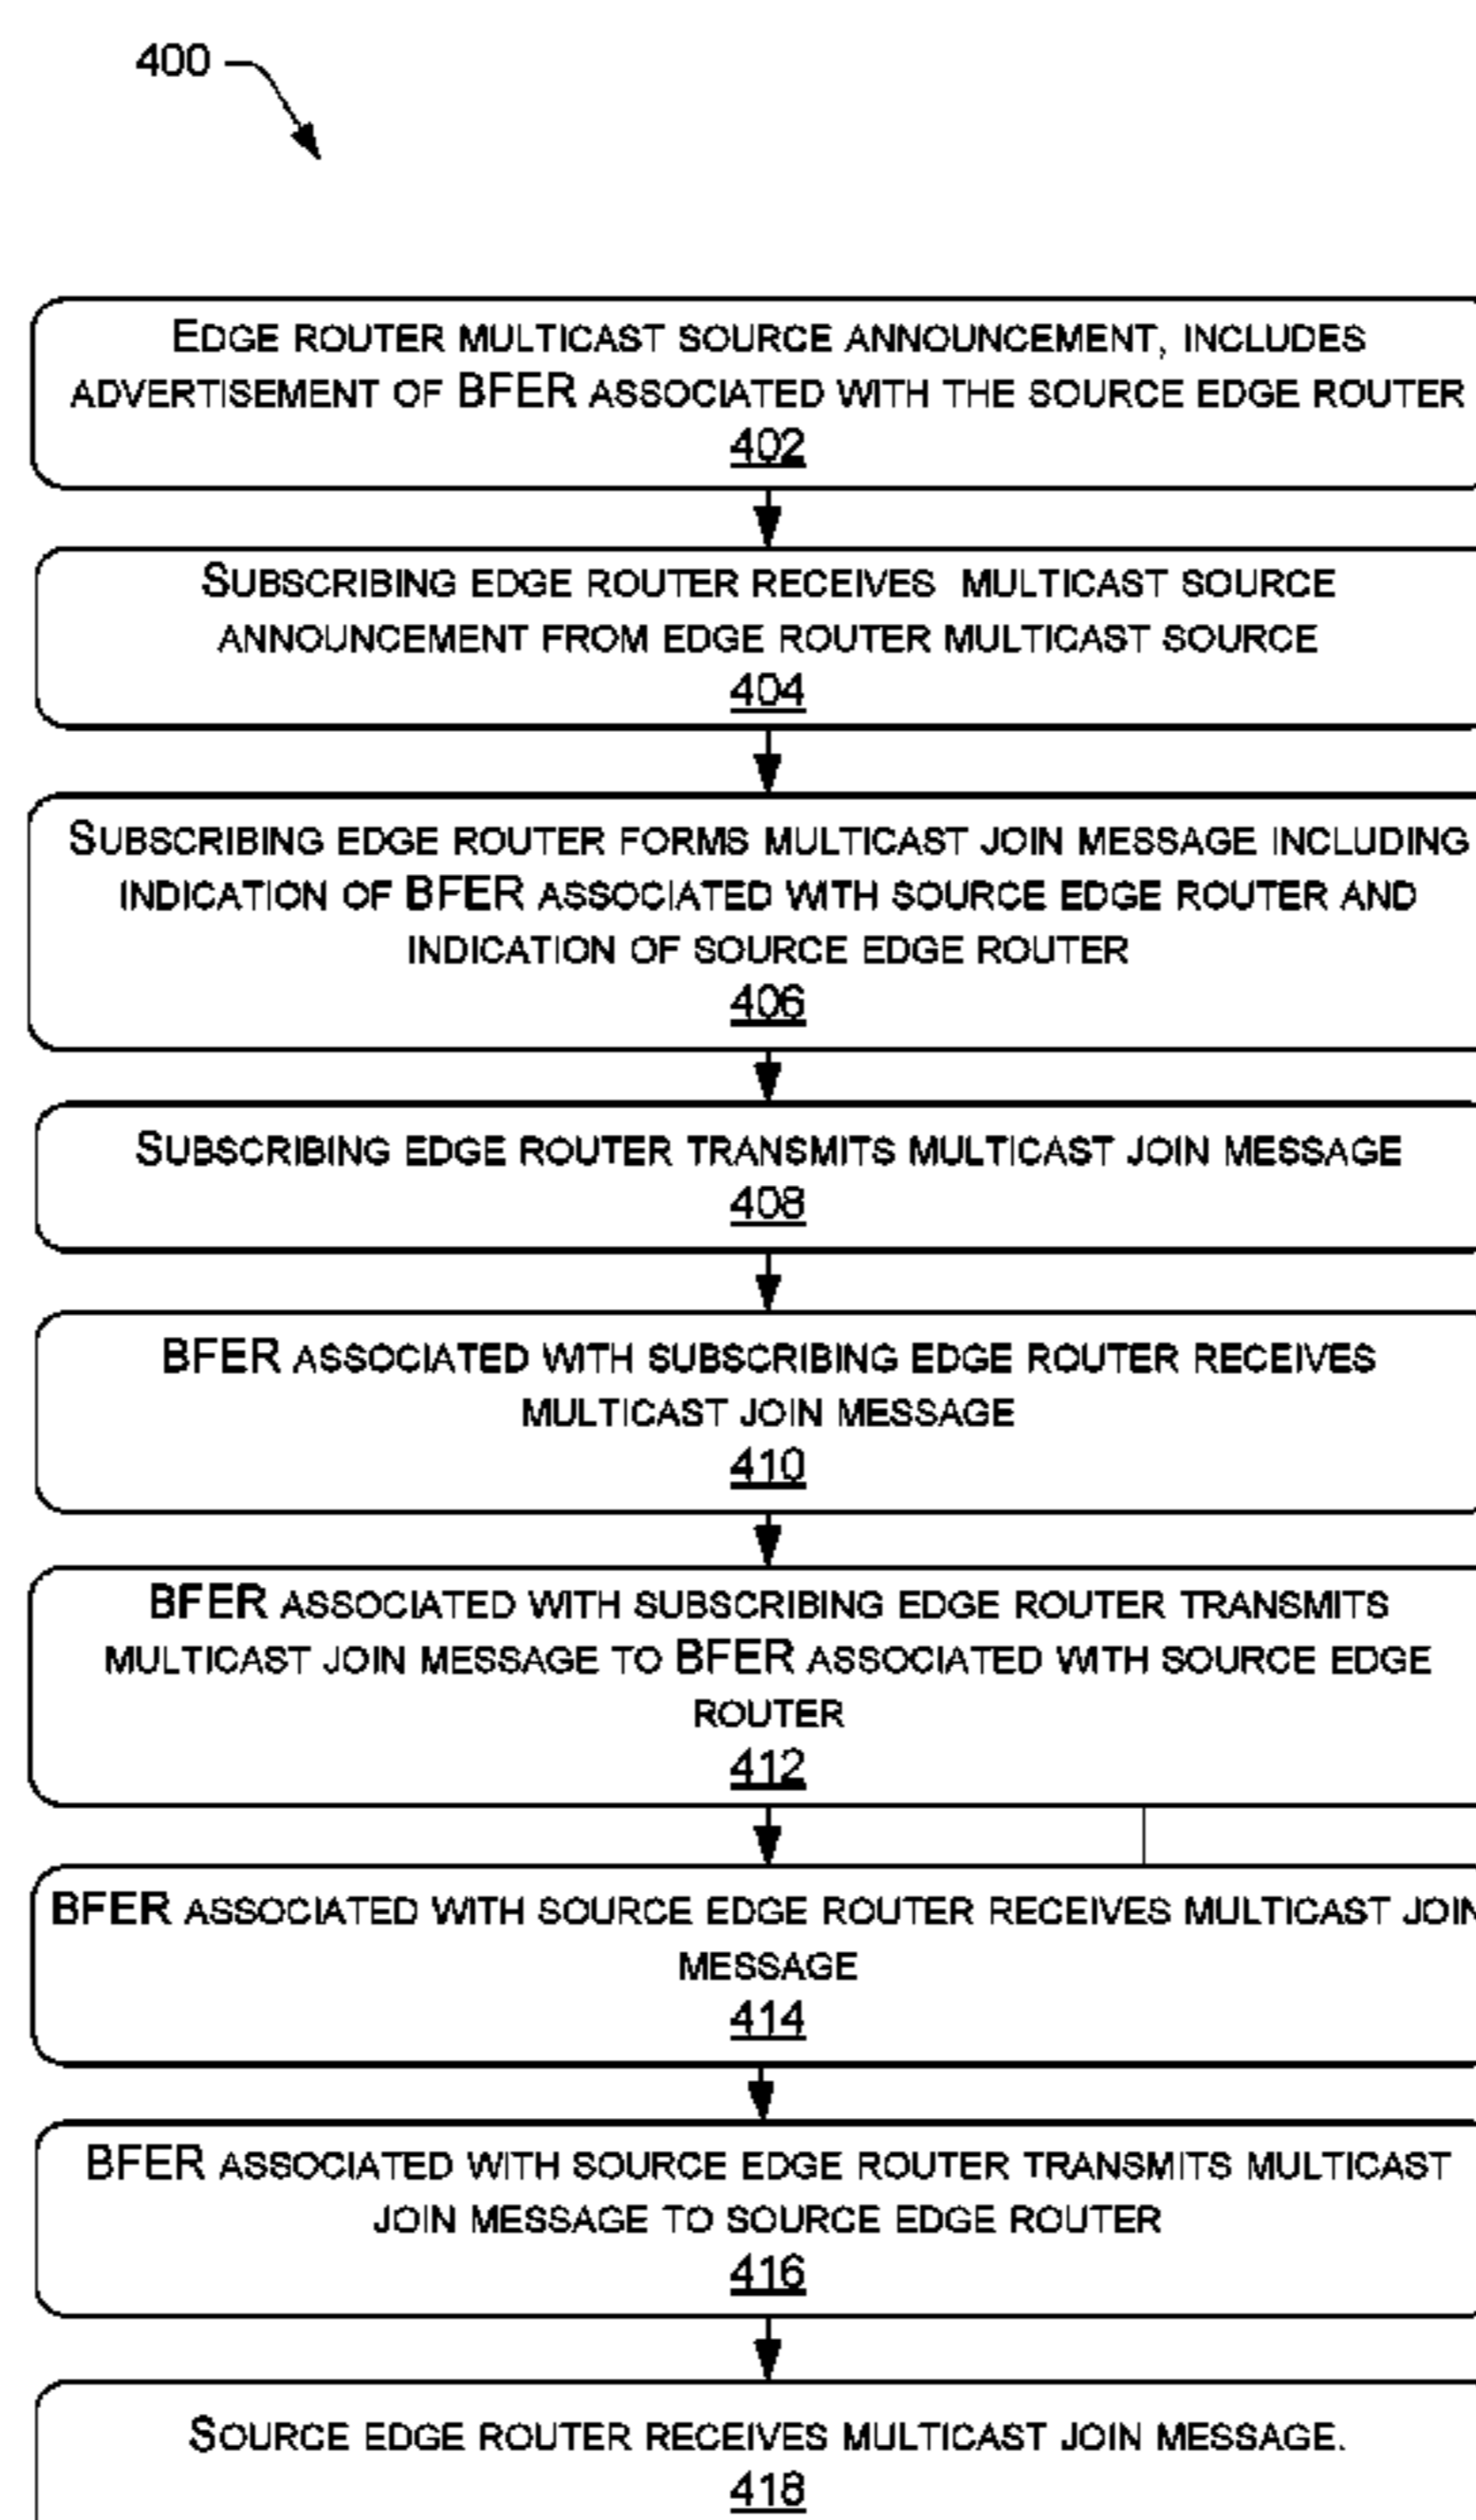 400
EDGE ROUTER MULTICAST SOURCE ANNOUNCEMENT, INCLUDES
ADVERTISEMENT OF BFER ASSOCIATED WITH THE SOURCE EDGE ROUTER
402
SUBSCRIBING EDGE ROUTER RECEIVES MULTICAST SOURCE
ANNOUNCEMENT FROM EDGE ROUTER MULTICAST SOURCE
404
SUBSCRIBING EDGE ROUTER FORMS MULTICAST JOIN MESSAGE INCLUDING
INDICATION OF BFER ASSOCIATED WITH SOURCE EDGE ROUTER AND
INDICATION OF SOURCE EDGE ROUTER
406
SUBSCRIBING EDGE ROUTER TRANSMITS MULTICAST JOIN MESSAGE
408
BFER ASSOCIATED WITH SUBSCRIBING EDGE ROUTER RECEIVES
MULTICAST JOIN MESSAGE
410
BFER ASSOCIATED WITH SUBSCRIBING EDGE ROUTER TRANSMITS
MULTICAST JOIN MESSAGE TO BFER ASSOCIATED WITH SOURCE EDGE
ROUTER
412
BFER ASSOCIATED WITH SOURCE EDGE ROUTER RECEIVES MULTICAST JOIN
MESSAGE
414
BFER ASSOCIATED WITH SOURCE EDGE ROUTER TRANSMITS MULTICAST
JOIN MESSAGE TO SOURCE EDGE ROUTER
416
SOURCE EDGE ROUTER RECEIVES MULTICAST JOIN MESSAGE.
418